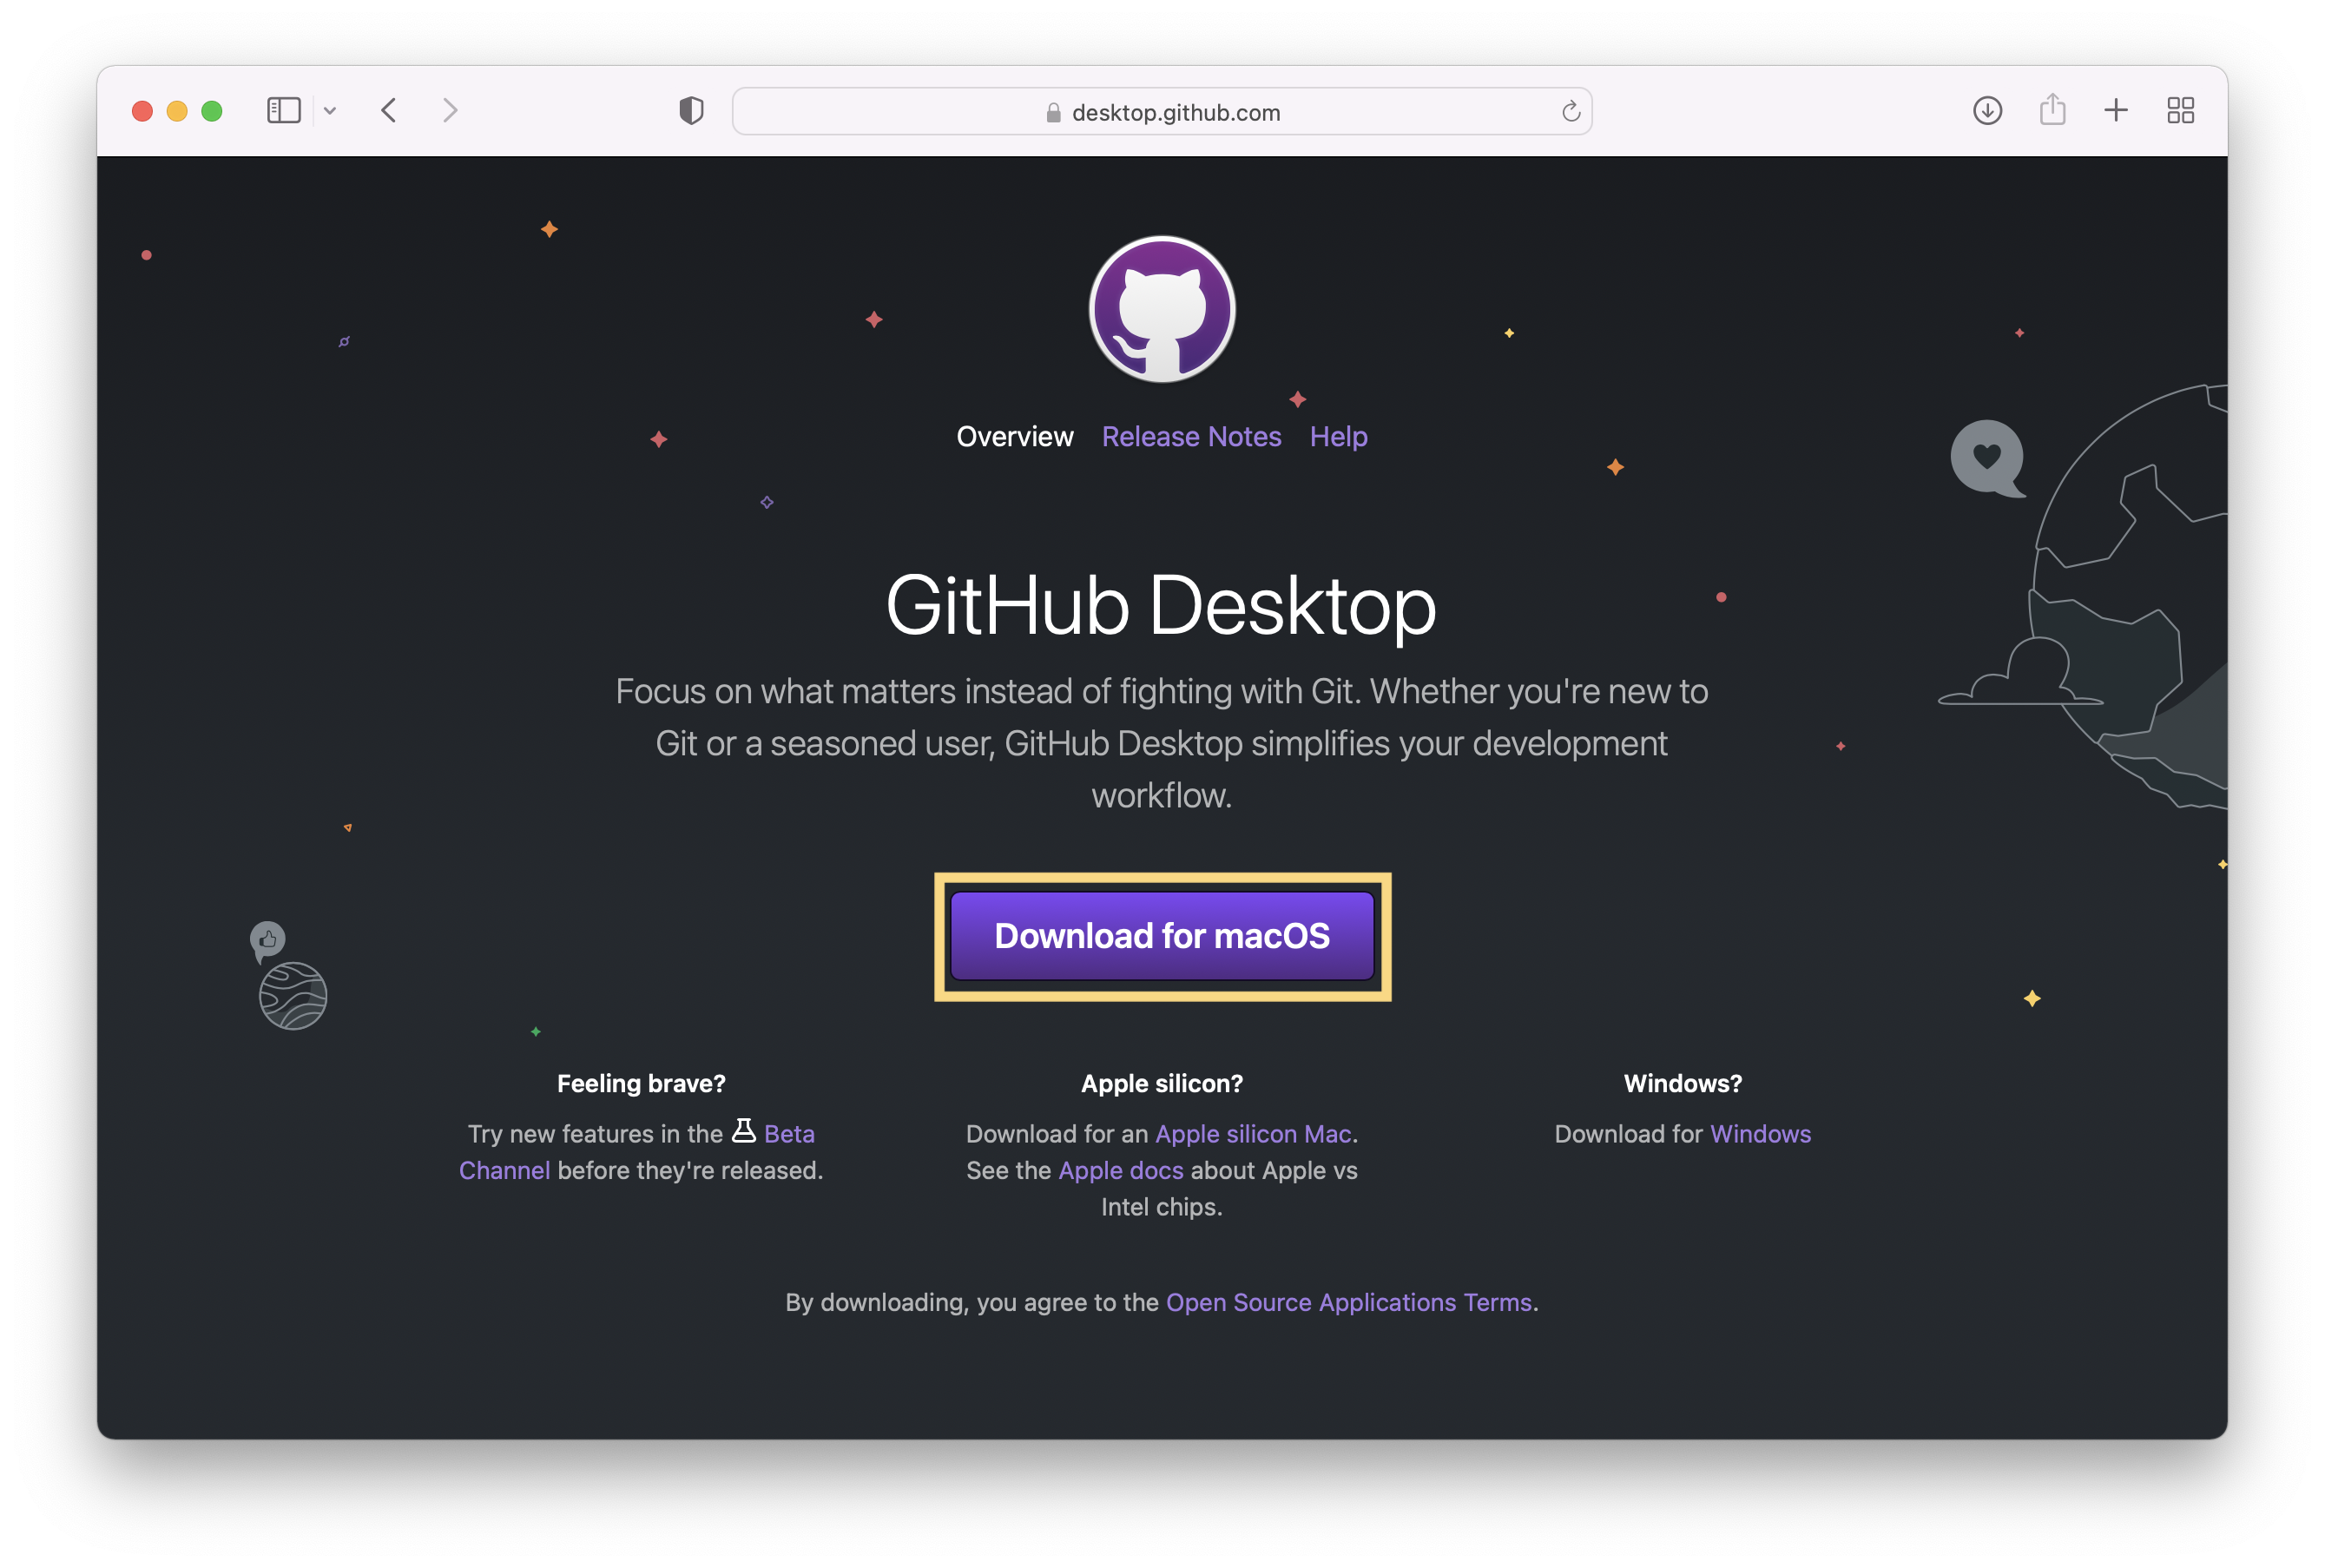 desktop.github.com
Overview Release Notes Help
GitHub Desktop
Focus on what matters instead of fighting with Git. Whether you're new to
Git or a seasoned user, GitHub Desktop simplifies your development
workflow.
Download for macOS
Feeling brave?
Try new features in the Beta
Channel before they're released.
Apple silicon?
Download for an Apple silicon Mac.
See the Apple docs about Apple vs
Intel chips.
Windows?
Download for Windows
By downloading, you agree to the Open Source Applications Terms.